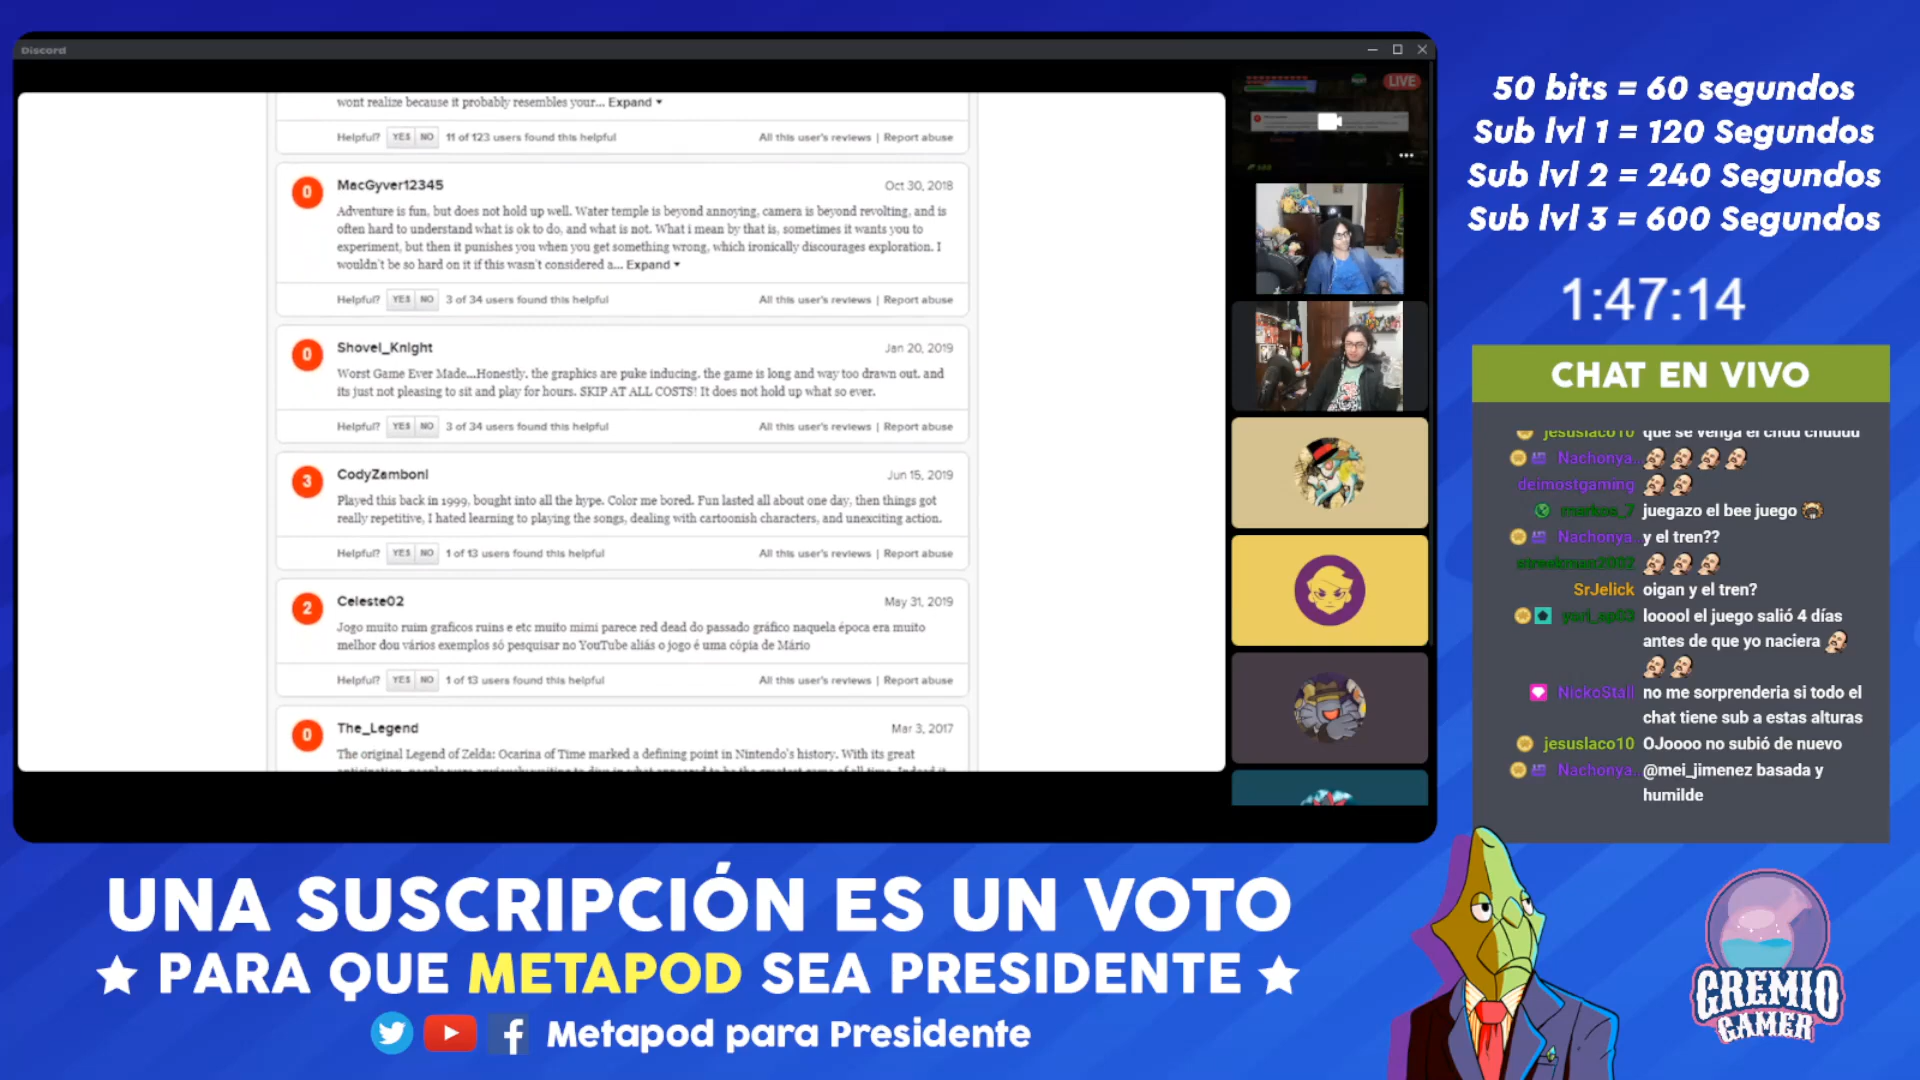 Discord
wont realize because it probably resembles your... Expand
Helpful? YES NO 11 of 123 users found this helpful All this user's reviews | Report abuse
0 MacGyver12345 Oct 30, 2018
Adventure is fun, but does not hold up well. Water temple is beyond annoying, camera is beyond revolting, and is
often hard to understand what is ok to do, and what is not. What i mean by that is, sometimes it wants you to
experiment, but then it punishes you when you get something wrong, which ironically discourages exploration. I
wouldn't be so hard on it if this wasn't considered a... Expand
Helpful? YES NO 3 of 34 users found this helpful All this user's reviews | Report abuse
0 Shovel_Knight Jan 20, 2019
Worst Game Ever Made...Honestly. the graphics are puke inducing. the game is long and way too drawn out. and
its just not pleasing to sit and play for hours. SKIP AT ALL COSTS! It does not hold up what so ever.
Helpful? YES NO 3 of 34 users found this helpful All this user's reviews | Report abuse
3 CodyZamboni Jun 15, 2019
Played this back in 1999, bought into all the hype. Color me bored. Fun lasted all about one day, then things got
really repetitive, I hated learning to playing the songs, dealing with cartoonish characters, and unexciting action.
Helpful? YES NO 1 of 13 users found this helpful All this user's reviews | Report abuse
2 Celeste02 May 31, 2019
Jogo muito ruim graficos ruins e etc muito mimi parece red dead do passado gráfico naquela época era muito
melhor dou vários exemplos só pesquisar no YouTube aliás o jogo é uma cópia de Mário
Helpful? YES NO 1 of 13 users found this helpful All this user's reviews | Report abuse
0 The_Legend Mar 3, 2017
The original Legend of Zelda: Ocarina of Time marked a defining point in Nintendo's history. With its great
LIVE
50 bits = 60 segundos
Sub lvl 1 = 120 Segundos
Sub lvl 2 = 240 Segundos
Sub lvl 3 = 600 Segundos
1:47:14
CHAT EN VIVO
jesuslaco10 que se venga el chuu chuuuu
Nachonya...
deimostgaming
merkos_7 juegazo el bee juego
Nachonya... y el tren??
SrJelick oigan y el tren?
yari_ap03 looool el juego salió 4 días
antes de que yo naciera
NickoStall no me sorprenderia si todo el
chat tiene sub a estas alturas
jesuslaco10 OJoooo no subió de nuevo
Nachonya... @mei_jimenez basada y
humilde
UNA SUSCRIPCIÓN ES UN VOTO
PARA QUE METAPOD SEA PRESIDENTE
Metapod para Presidente
GREMIO
GAMER